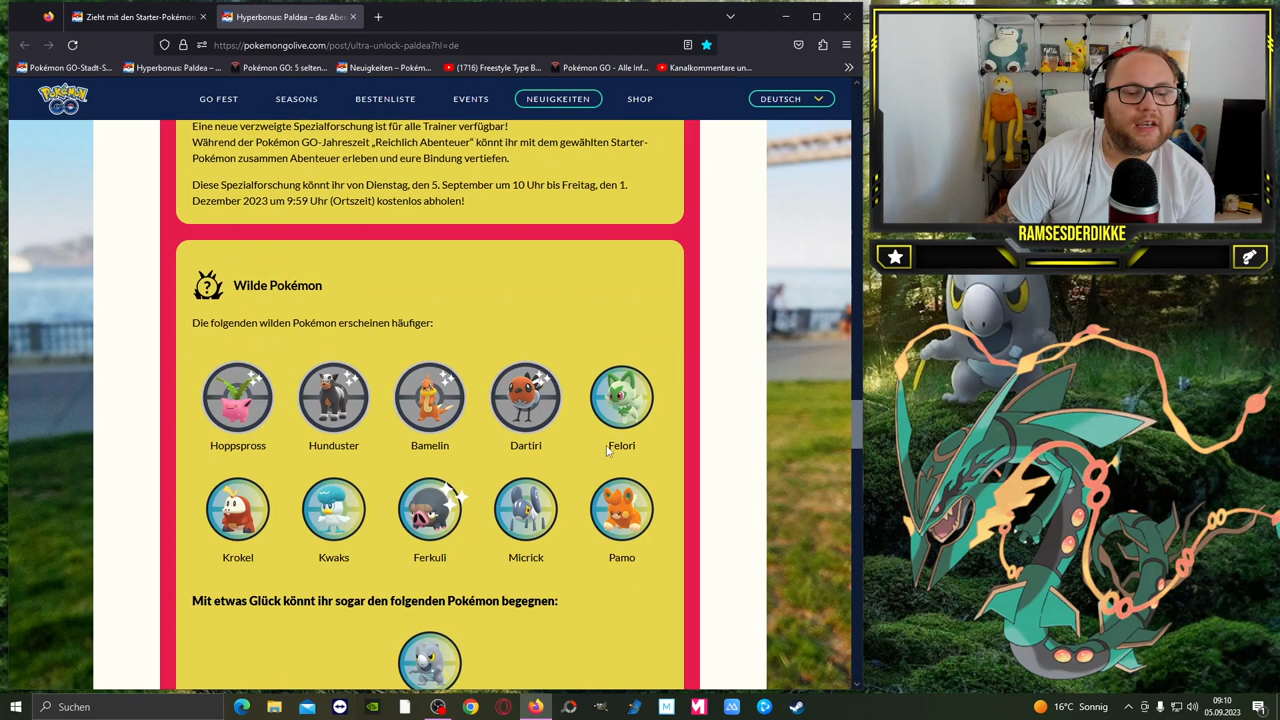 Zieht mit den Starter-Pokémon
Hyperbonus: Paldea – das Aben
https://pokemongolive.com/post/ultra-unlock-paldea?hl=de
Pokémon GO-Stadt-S...
Hyperbonus: Paldea – ...
Pokémon GO: 5 selten...
Neuigkeiten – Pokém...
(1716) Freestyle Type B...
Pokémon GO - Alle Inf...
Kanalkommentare un...
POKÉMON GO
GO FEST
SEASONS
BESTENLISTE
EVENTS
NEUIGKEITEN
SHOP
DEUTSCH
Eine neue verzweigte Spezialforschung ist für alle Trainer verfügbar!
Während der Pokémon GO-Jahreszeit „Reichlich Abenteuer“ könnt ihr mit dem gewählten Starter-
Pokémon zusammen Abenteuer erleben und eure Bindung vertiefen.
Diese Spezialforschung könnt ihr von Dienstag, den 5. September um 10 Uhr bis Freitag, den 1.
Dezember 2023 um 9:59 Uhr (Ortszeit) kostenlos abholen!
Wilde Pokémon
Die folgenden wilden Pokémon erscheinen häufiger:
Hoppspross
Hunduster
Bamelin
Dartiri
Felori
Krokel
Kwaks
Ferkuli
Micrick
Pamo
Mit etwas Glück könnt ihr sogar den folgenden Pokémon begegnen:
RAMSESDERDIKKE
Suchen
16°C Sonnig
09:10
05.09.2023